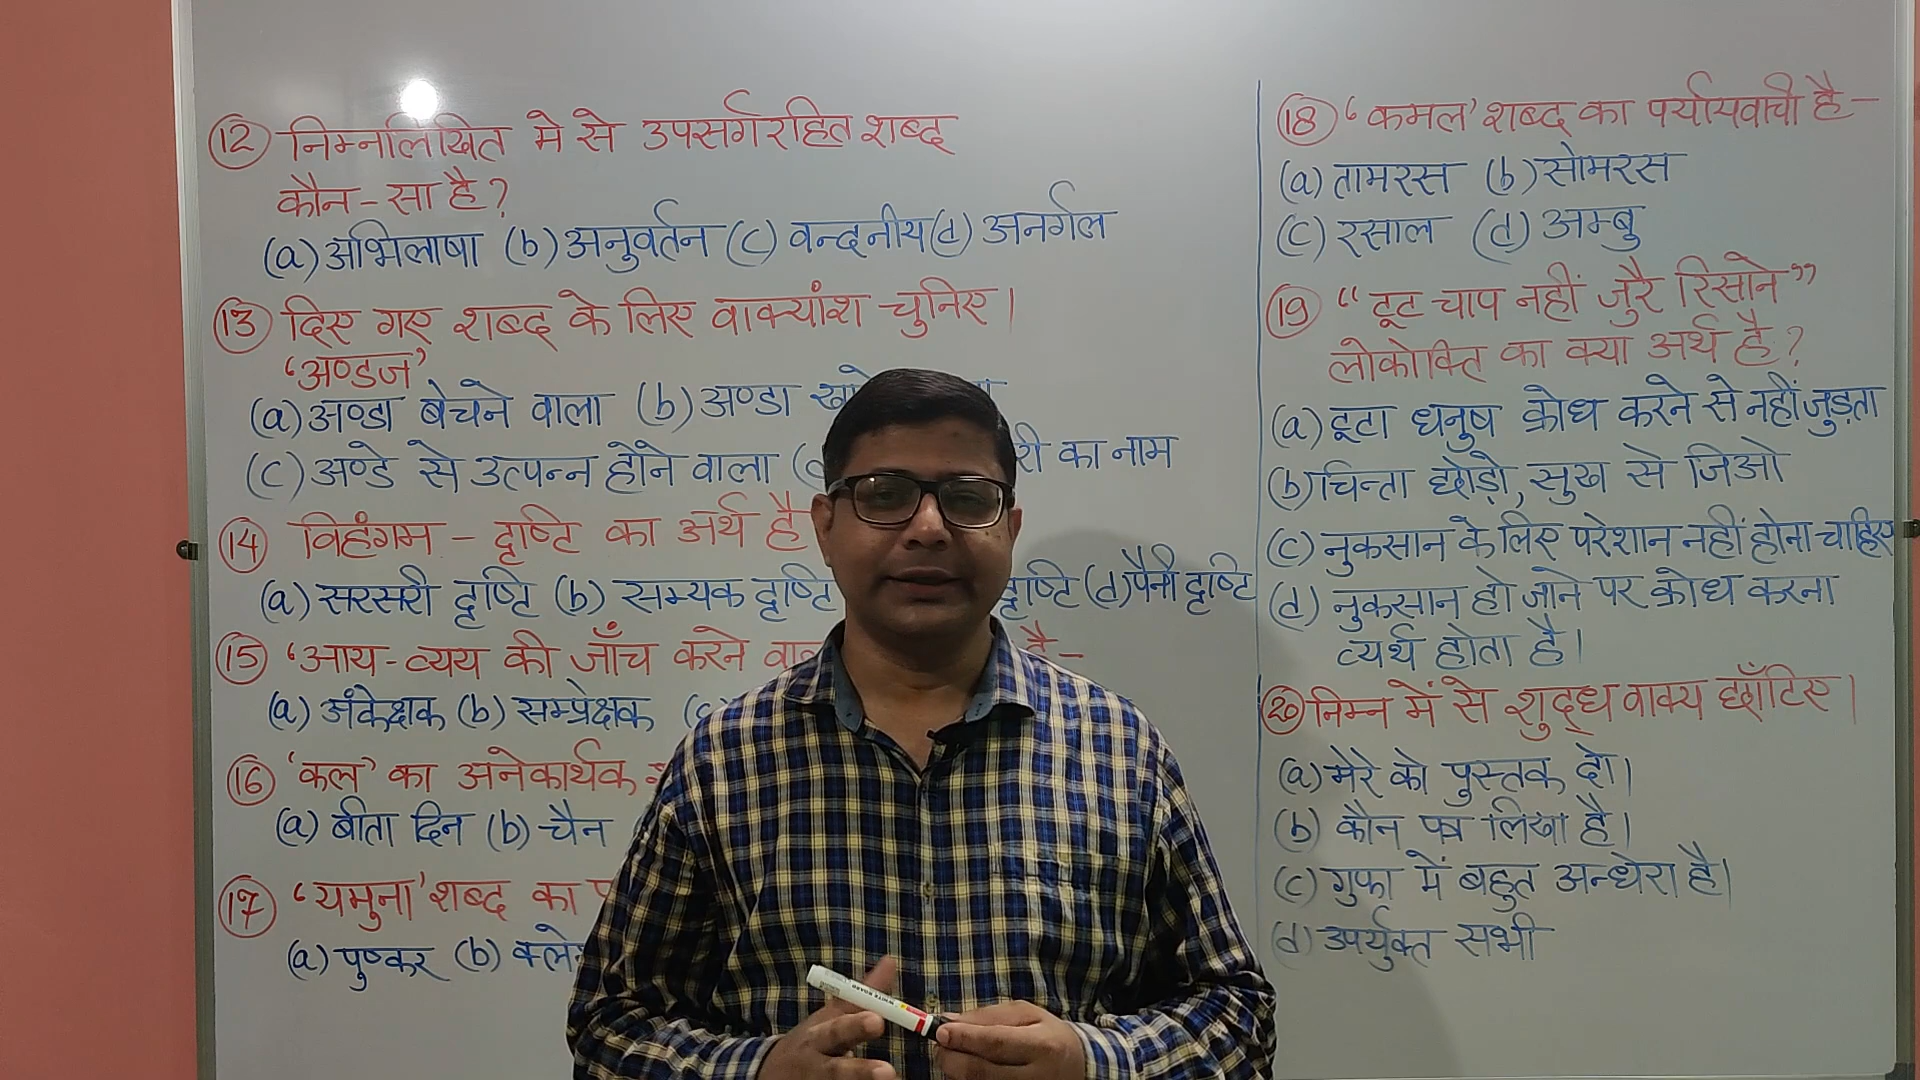 12 निम्नलिखित मे से उपसर्गरहित शब्द
कौन-सा है?
(a) अभिलाषा (b) अनुवर्तन (c) वन्दनीय (d) अनर्गल
13 दिए गए शब्द के लिए वाक्यांश चुनिए।
'अण्डज'
(a) अण्डा बेचने वाला (b) अण्डा
(c) अण्डे से उत्पन्न होने वाला का नाम
14 विहंगम - दृष्टि का अर्थ है
(a) सरसरी दृष्टि (b) सम्यक दृष्टि दृष्टि (d) पैनी दृष्टि
15 'आय-व्यय की जाँच करने है-
(a) अंकेक्षक (b) सम्प्रेक्षक (c)
16 'कल' का अनेकार्थक
(a) बीता दिन (b) चैन
17 'यमुना' शब्द का
(a) पुष्कर (b)
18 'कमल' शब्द का पर्यायवाची है-
(a) तामरस (b) सोमरस
(c) रसाल (d) अम्बु
19 "टूट चाप नहीं जुरै रिसाने"
लोकोक्ति का क्या अर्थ है?
(a) टूटा धनुष क्रोध करने से नहीं जुड़ता
(b) चिन्ता छोड़ो, सुख से जिओ
(c) नुकसान के लिए परेशान नहीं होना चाहिए
(d) नुकसान हो जाने पर क्रोध करना
व्यर्थ होता है।
20 निम्न में से शुद्ध वाक्य छाँटिए।
(a) मेरे को पुस्तक दो।
(b) कौन पत्र लिखा है।
(c) गुफा में बहुत अन्धेरा है।
(d) उपर्युक्त सभी
WHITE BOARD